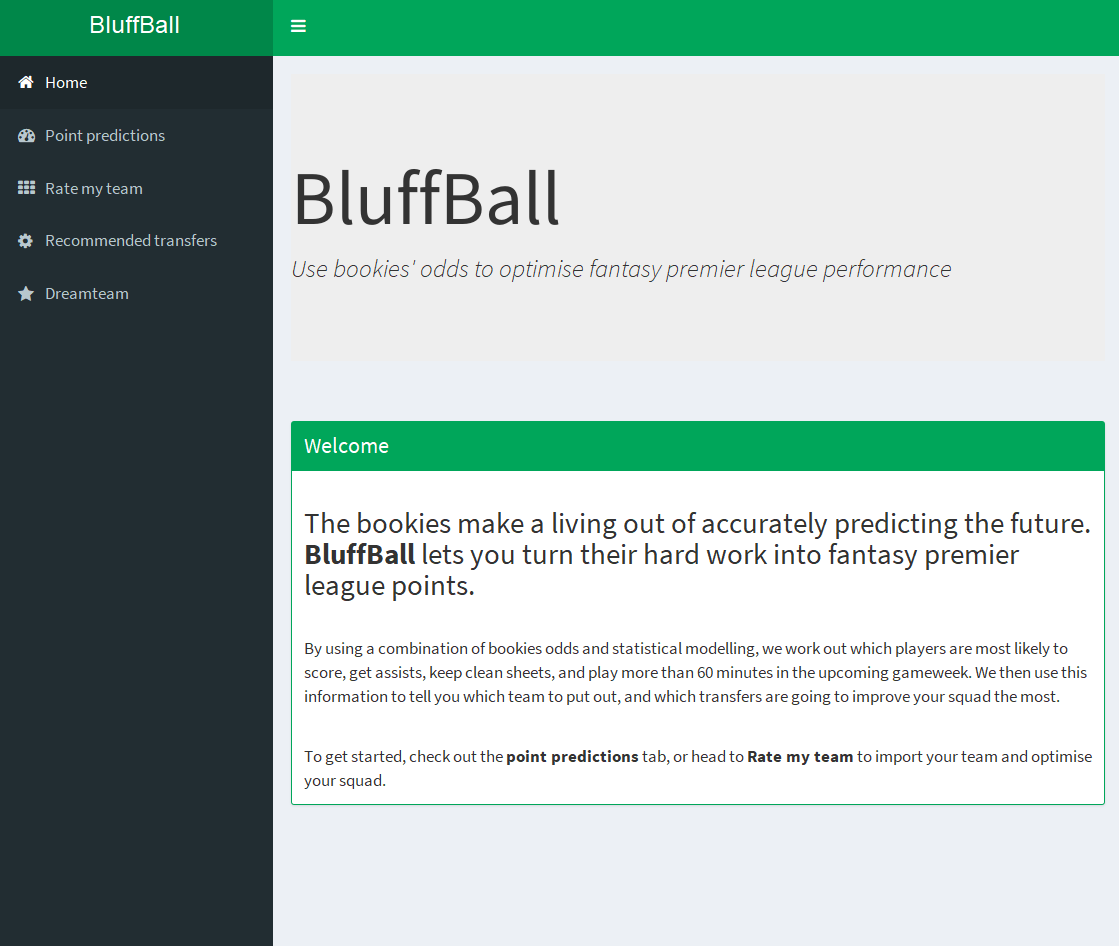 BluffBall
Home
Point predictions
Rate my team
Recommended transfers
Dreamteam
BluffBall
Use bookies' odds to optimise fantasy premier league performance
Welcome
The bookies make a living out of accurately predicting the future.
BluffBall lets you turn their hard work into fantasy premier
league points.
By using a combination of bookies odds and statistical modelling, we work out which players are most likely to
score, get assists, keep clean sheets, and play more than 60 minutes in the upcoming gameweek. We then use this
information to tell you which team to put out, and which transfers are going to improve your squad the most.
To get started, check out the point predictions tab, or head to Rate my team to import your team and optimise
your squad.